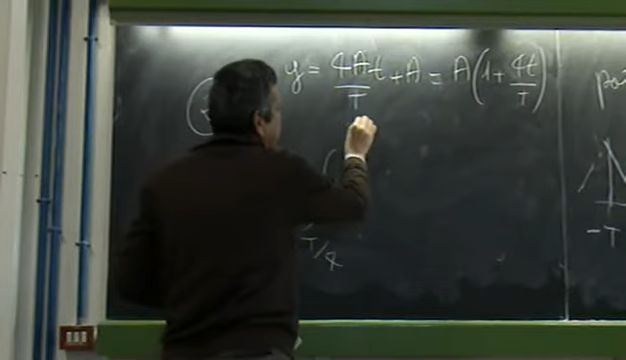 y = 4At/T + A = A(1 + 4t/T)
T/4
-T